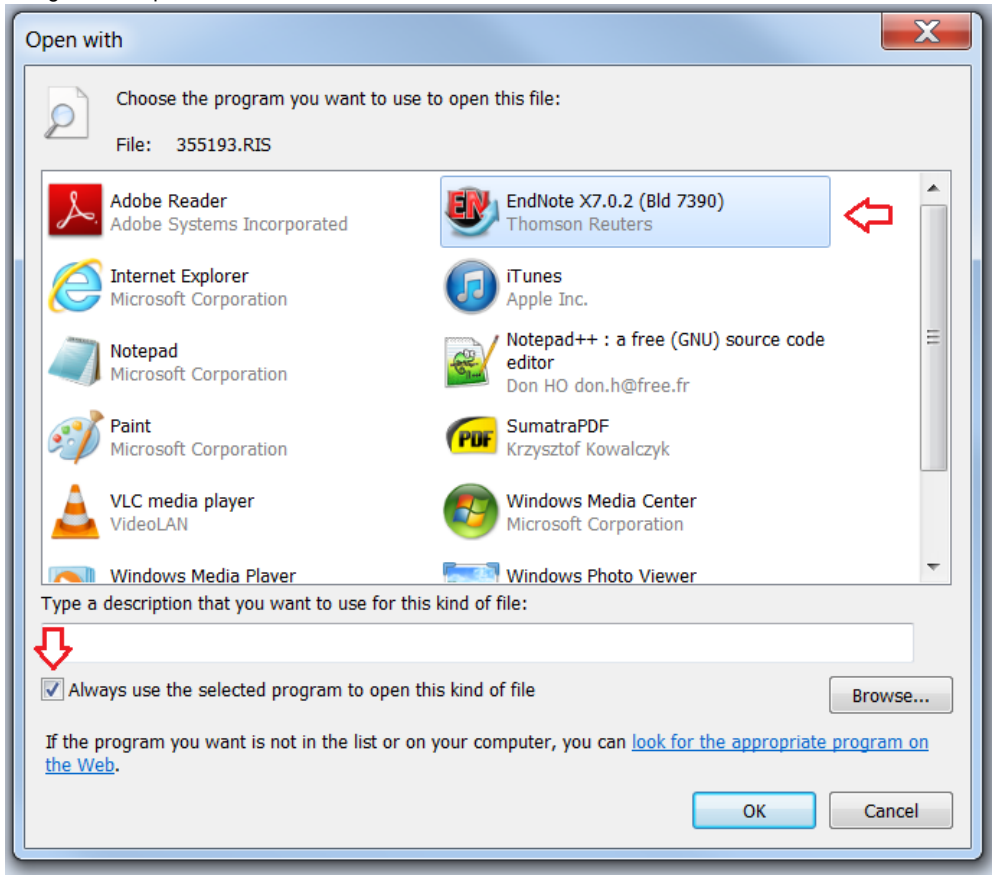 Open with
X
Choose the program you want to use to open this file:
File: 355193.RIS
Adobe Reader
Adobe Systems Incorporated
EN
EndNote X7.0.2 (Bld 7390)
Thomson Reuters
Internet Explorer
Microsoft Corporation
iTunes
Apple Inc.
Notepad
Microsoft Corporation
Notepad++ : a free (GNU) source code
editor
Don HO don.h@free.fr
Paint
Microsoft Corporation
PDF
SumatraPDF
Krzysztof Kowalczyk
VLC media player
VideoLAN
Windows Media Center
Microsoft Corporation
Windows Media Player
Windows Photo Viewer
Type a description that you want to use for this kind of file:
Always use the selected program to open this kind of file
Browse...
If the program you want is not in the list or on your computer, you can look for the appropriate program on
the Web.
OK
Cancel